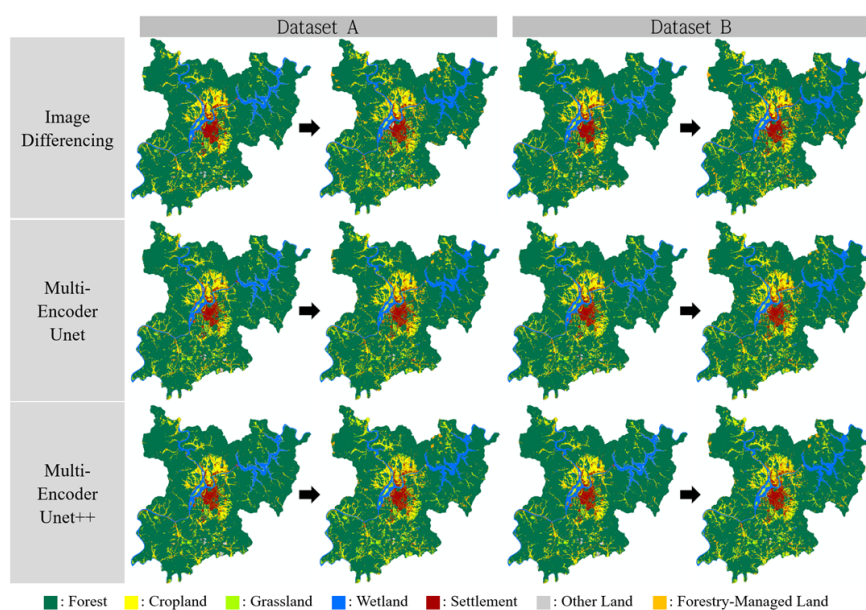 Dataset A
Dataset B
Image
Differencing
Multi-
Encoder
Unet
Multi-
Encoder
Unet++
: Forest : Cropland : Grassland : Wetland : Settlement : Other Land : Forestry-Managed Land